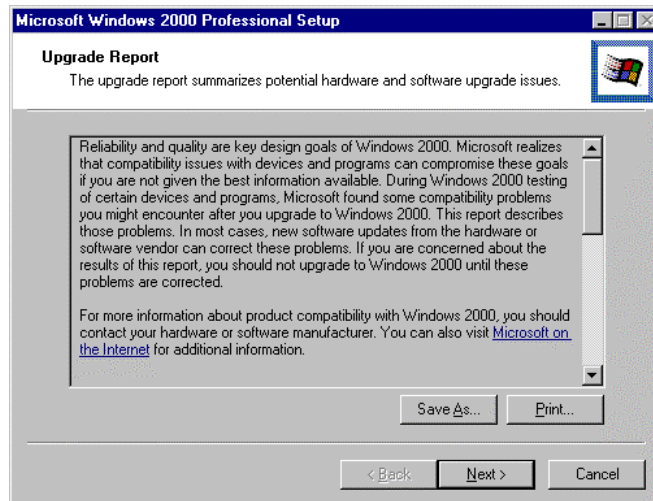 Microsoft Windows 2000 Professional Setup
Upgrade Report
The upgrade report summarizes potential hardware and software upgrade issues.
Reliability and quality are key design goals of Windows 2000. Microsoft realizes
that compatibility issues with devices and programs can compromise these goals
if you are not given the best information available. During Windows 2000 testing
of certain devices and programs, Microsoft found some compatibility problems
you might encounter after you upgrade to Windows 2000. This report describes
those problems. In most cases, new software updates from the hardware or
software vendor can correct these problems. If you are concerned about the
results of this report, you should not upgrade to Windows 2000 until these
problems are corrected.
For more information about product compatibility with Windows 2000, you should
contact your hardware or software manufacturer. You can also visit Microsoft on
the Internet for additional information.
Save As... Print...
< Back Next > Cancel